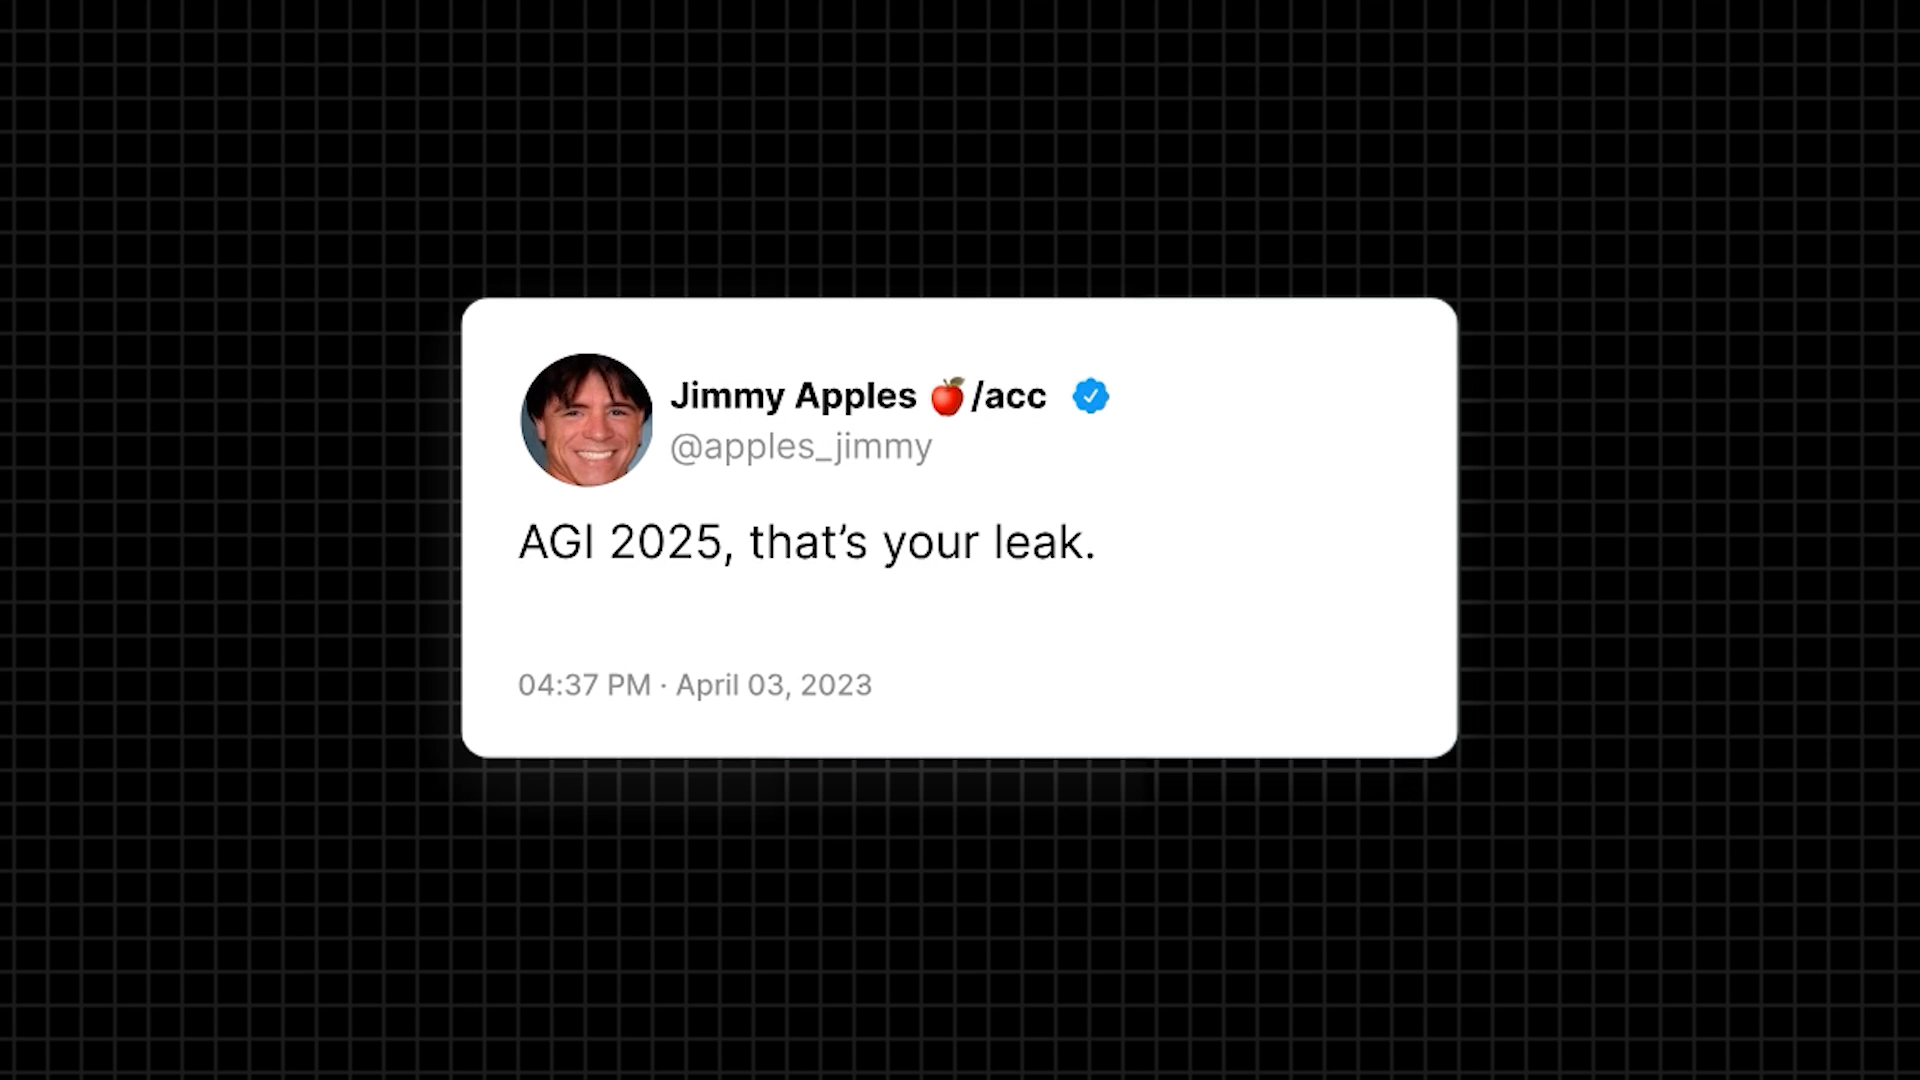 Jimmy Apples 🍎/acc
@apples_jimmy
AGI 2025, that’s your leak.
04:37 PM · April 03, 2023